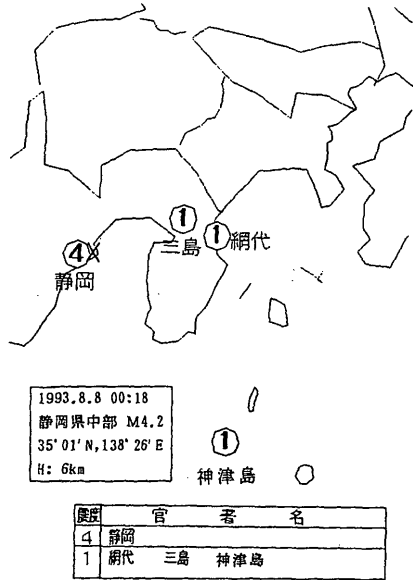 1
1
三島
網代
4
静岡
1993.8.8 00:18
静岡県中部 M4.2
35°01'N,138°26'E
H: 6km
1
神津島
震度 官署名
4 静岡
1 網代 三島 神津島